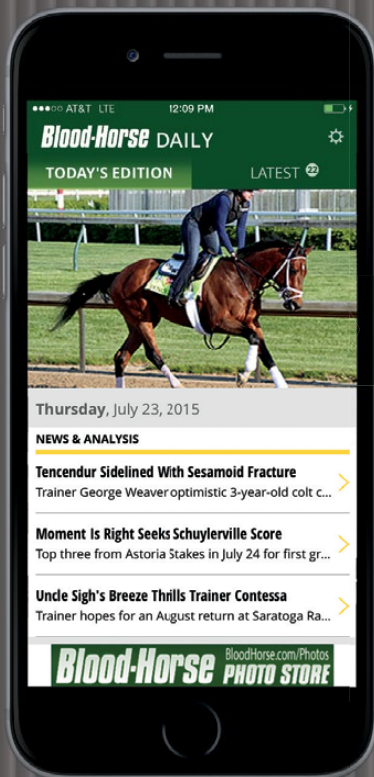 AT&T LTE 12:09 PM
Blood-Horse DAILY
TODAY'S EDITION LATEST 22
Thursday, July 23, 2015
NEWS & ANALYSIS
Tencendur Sidelined With Sesamoid Fracture
Trainer George Weaver optimistic 3-year-old colt c...
Moment Is Right Seeks Schuylerville Score
Top three from Astoria Stakes in July 24 for first gr...
Uncle Sigh's Breeze Thrills Trainer Contessa
Trainer hopes for an August return at Saratoga Ra...
Blood-Horse BloodHorse.com/Photos
PHOTO STORE